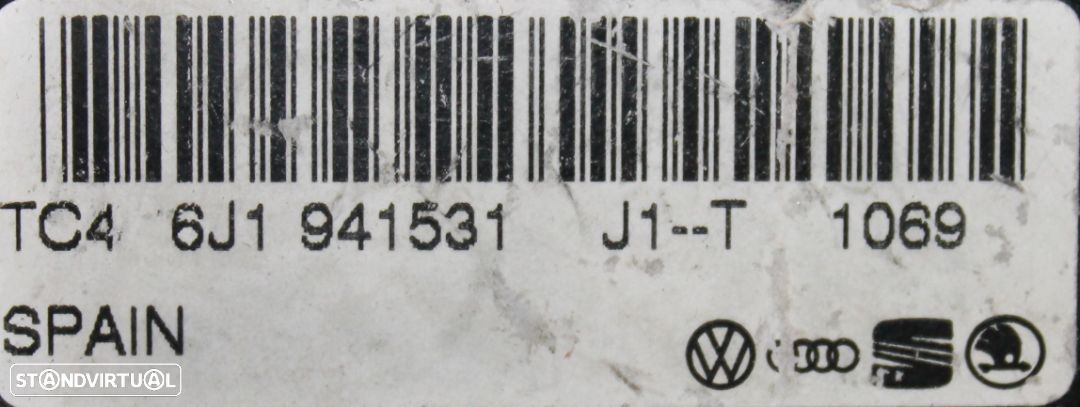 TC4 6J1 941531 J1--T 1069
SPAIN
STANDVIRTUAL